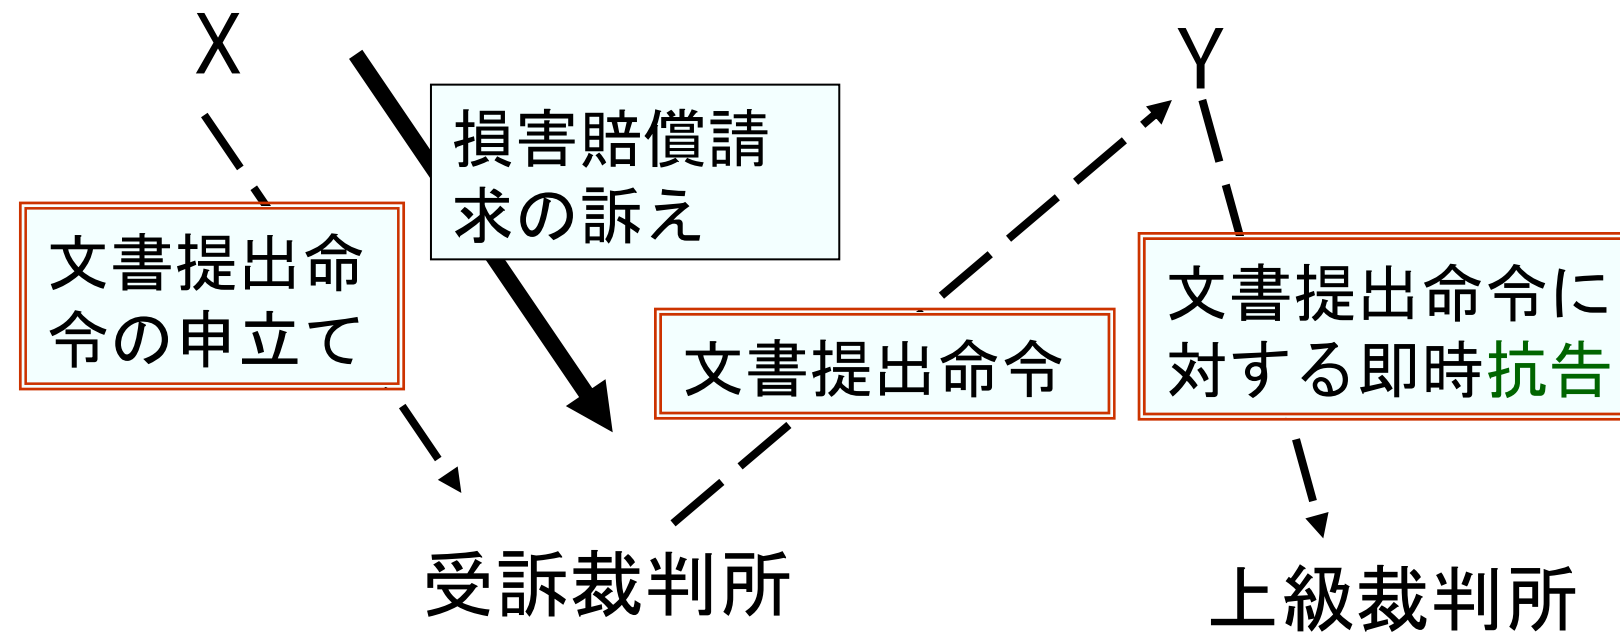 X
Y
損害賠償請
求の訴え
文書提出命
令の申立て
文書提出命令
文書提出命令に
対する即時抗告
受訴裁判所
上級裁判所